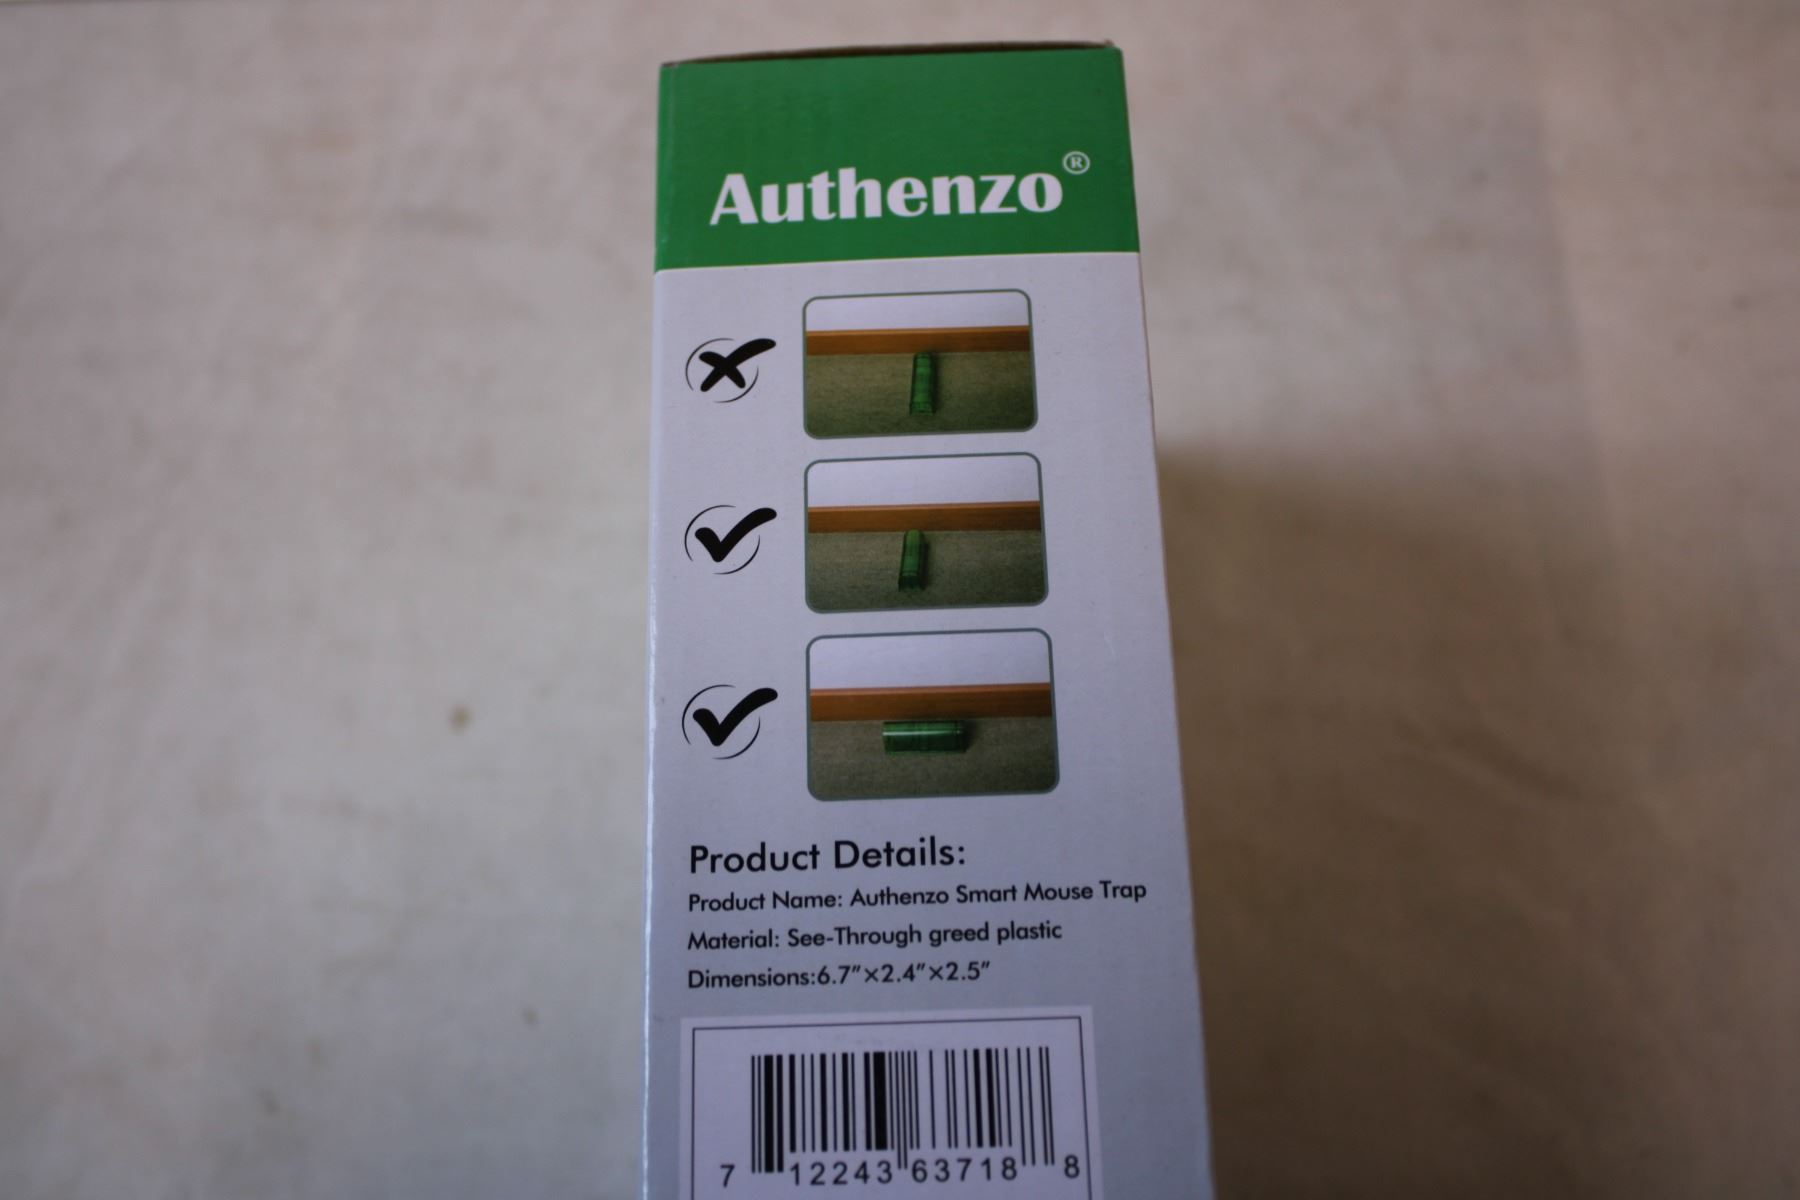 Authenzo®
Product Details:
Product Name: Authenzo Smart Mouse Trap
Material: See-Through greed plastic
Dimensions:6.7"×2.4"×2.5"
7 12243 63718 8